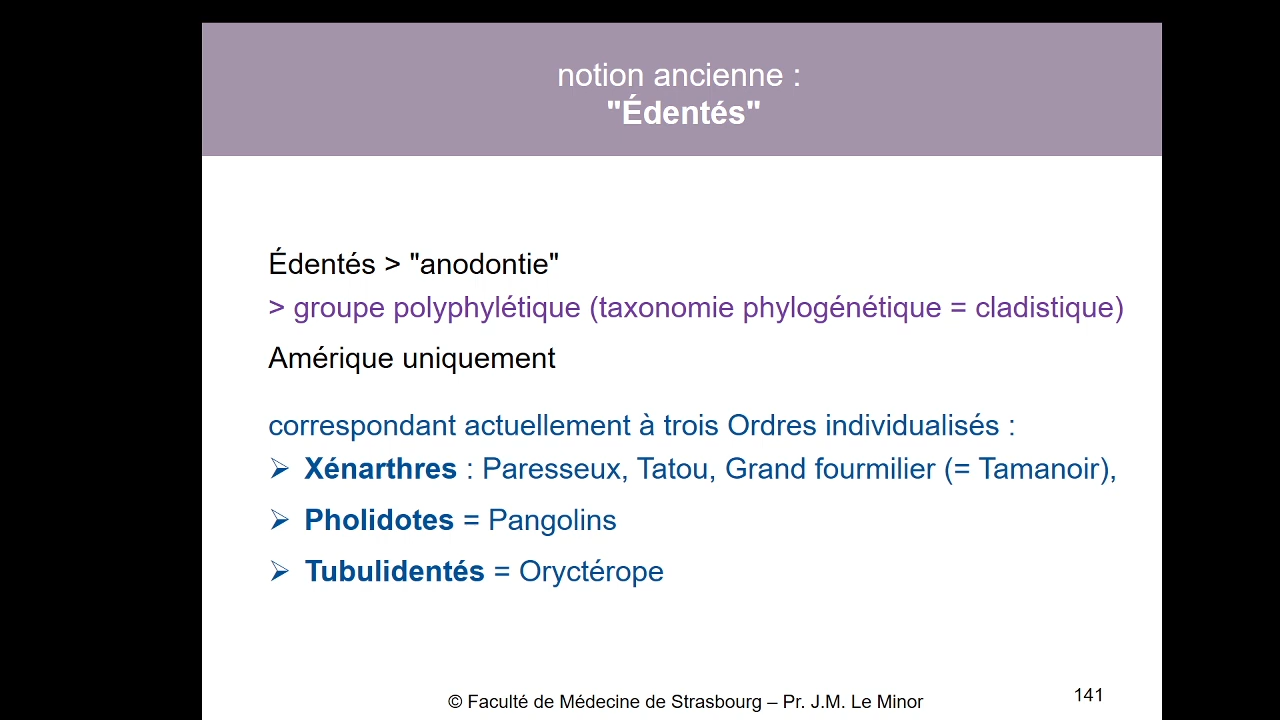 notion ancienne :
"Édentés"
Édentés > "anodontie"
> groupe polyphylétique (taxonomie phylogénétique = cladistique)
Amérique uniquement
correspondant actuellement à trois Ordres individualisés :
➢ Xénarthres : Paresseux, Tatou, Grand fourmilier (= Tamanoir),
➢ Pholidotes = Pangolins
➢ Tubulidentés = Oryctérope
© Faculté de Médecine de Strasbourg – Pr. J.M. Le Minor
141